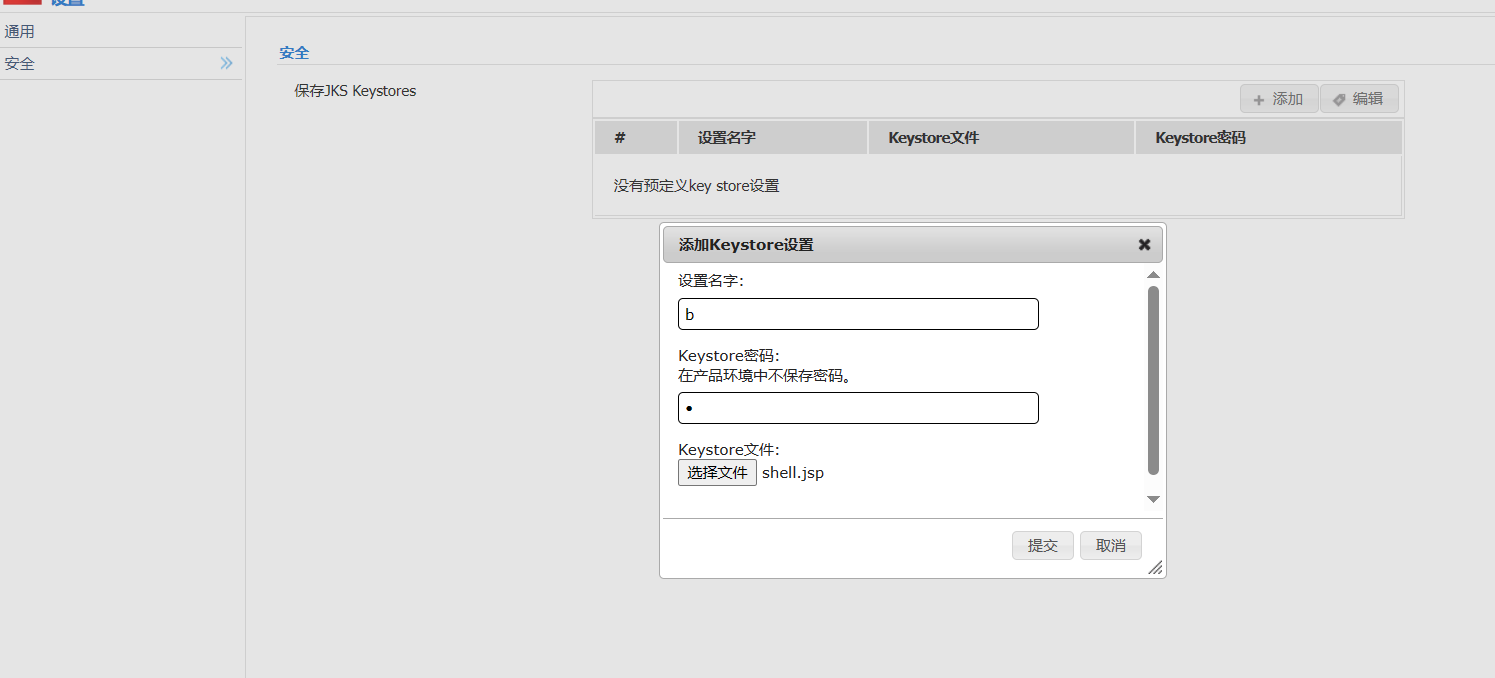 设置
通用
安全
安全
保存JKS Keystores
添加 编辑
# 设置名字 Keystore文件 Keystore密码
没有预定义key store设置
添加Keystore设置
设置名字:
b
Keystore密码:
在产品环境中不保存密码。
•
Keystore文件:
选择文件 shell.jsp
提交 取消